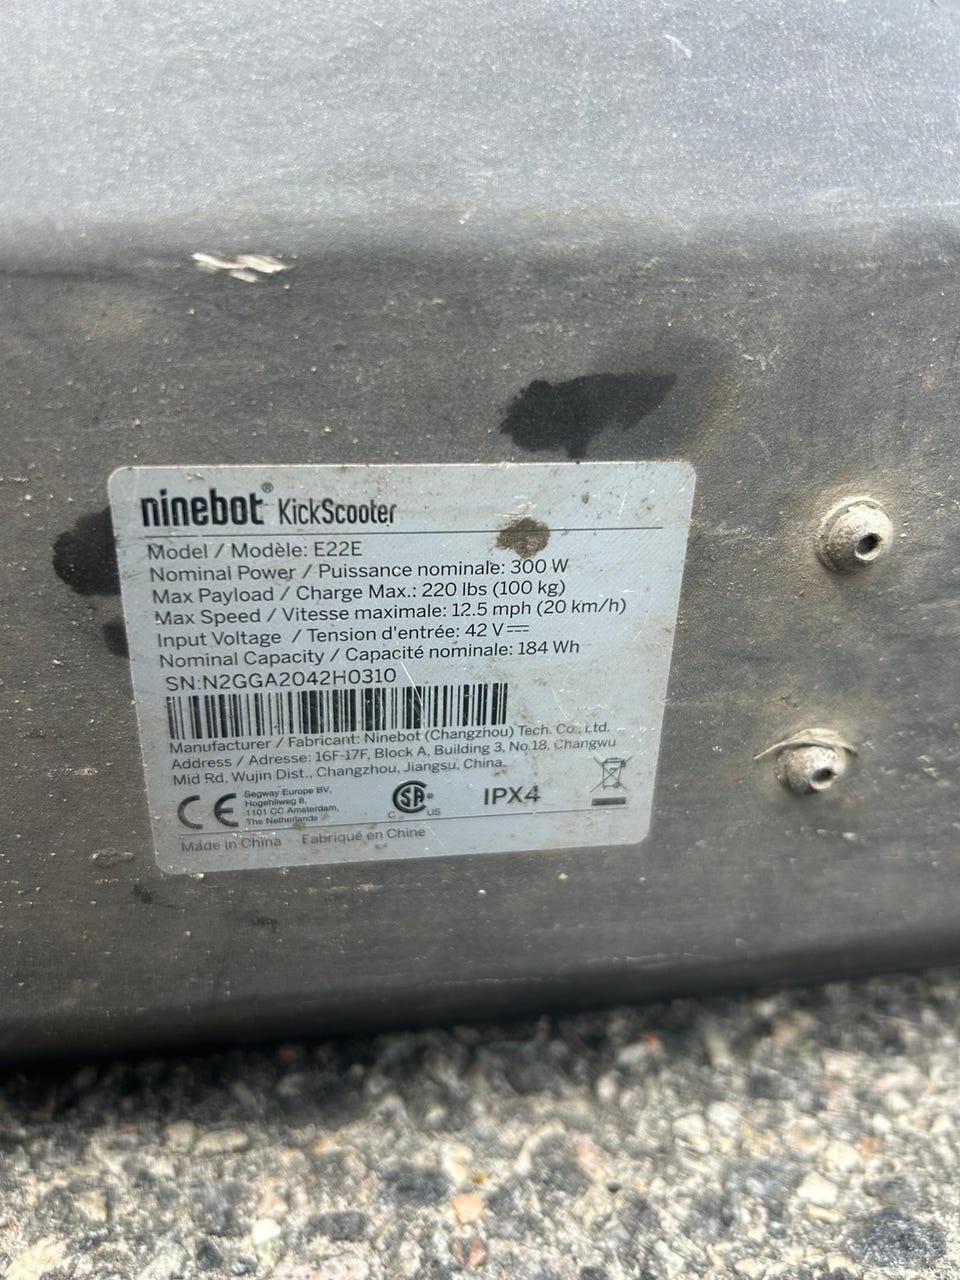 ninebot® KickScooter
Model / Modèle: E22E
Nominal Power / Puissance nominale: 300 W
Max Payload / Charge Max.: 220 lbs (100 kg)
Max Speed / Vitesse maximale: 12.5 mph (20 km/h)
Input Voltage / Tension d'entrée: 42 V⎓
Nominal Capacity / Capacité nominale: 184 Wh
SN:N2GGA2042H0310
Manufacturer / Fabricant: Ninebot (Changzhou) Tech. Co., Ltd.
Address / Adresse: 16F-17F, Block A, Building 3, No.18, Changwu
Mid Rd, Wujin Dist., Changzhou, Jiangsu, China.
CE
Segway Europe BV,
Hogehilweg 8,
1101 CC Amsterdam,
The Netherlands
C SA® US
IPX4
Made in China Fabriqué en Chine